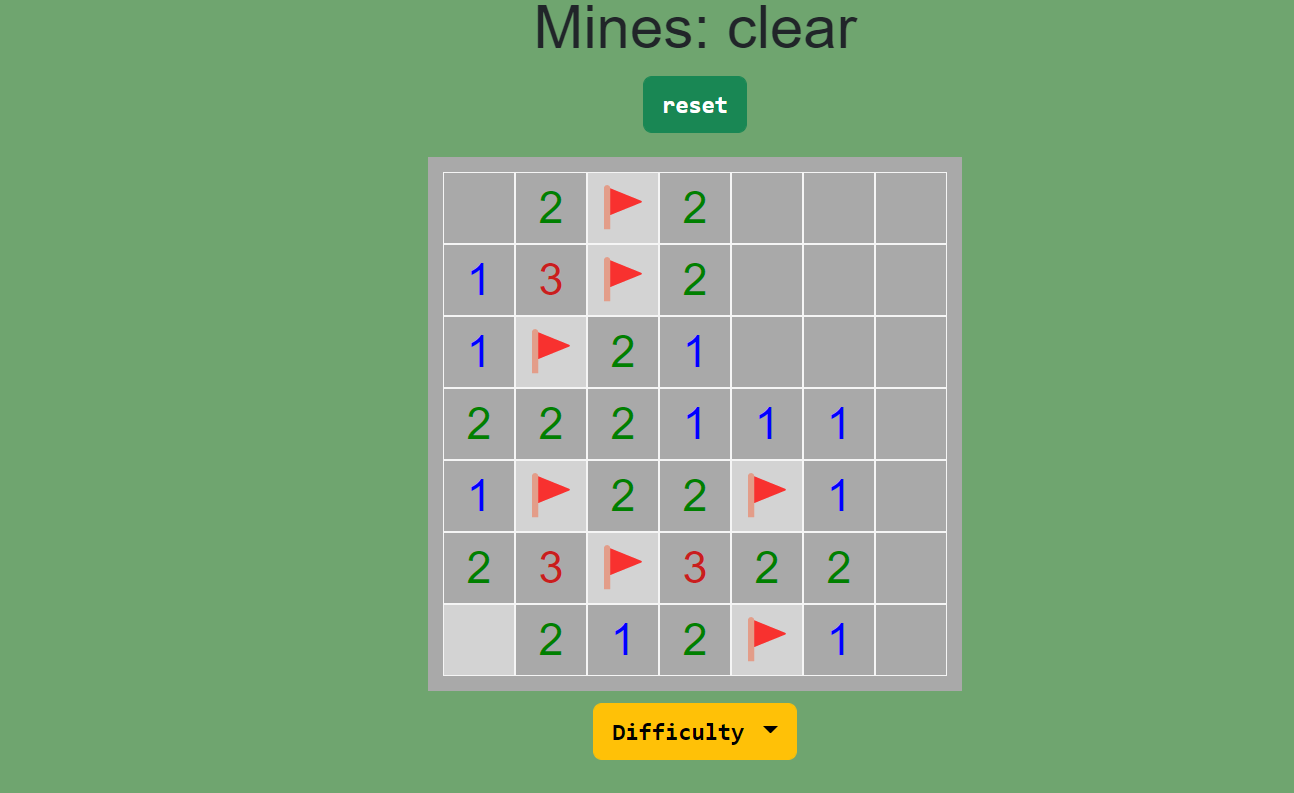 Mines: clear
reset
2 2
1 3 2
1 2 1
2 2 2 1 1 1
1 2 2 1
2 3 3 2 2
2 1 2 1
Difficulty